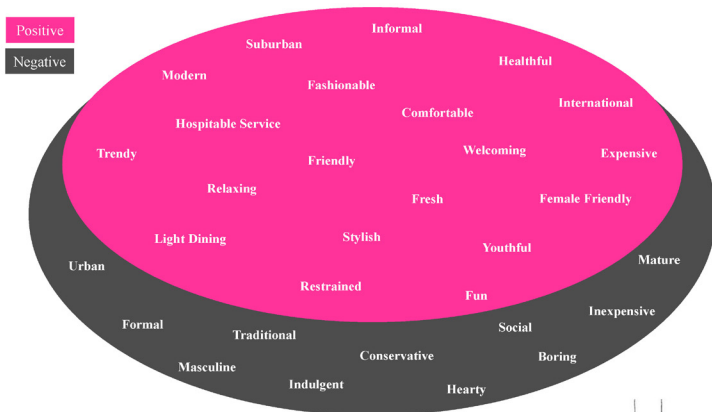 Positive
Negative
Informal
Suburban
Healthful
Modern
Fashionable
International
Comfortable
Hospitable Service
Trendy
Friendly
Welcoming
Expensive
Relaxing
Fresh
Female Friendly
Light Dining
Stylish
Youthful
Urban
Mature
Restrained
Fun
Inexpensive
Formal
Traditional
Social
Masculine
Conservative
Boring
Indulgent
Hearty